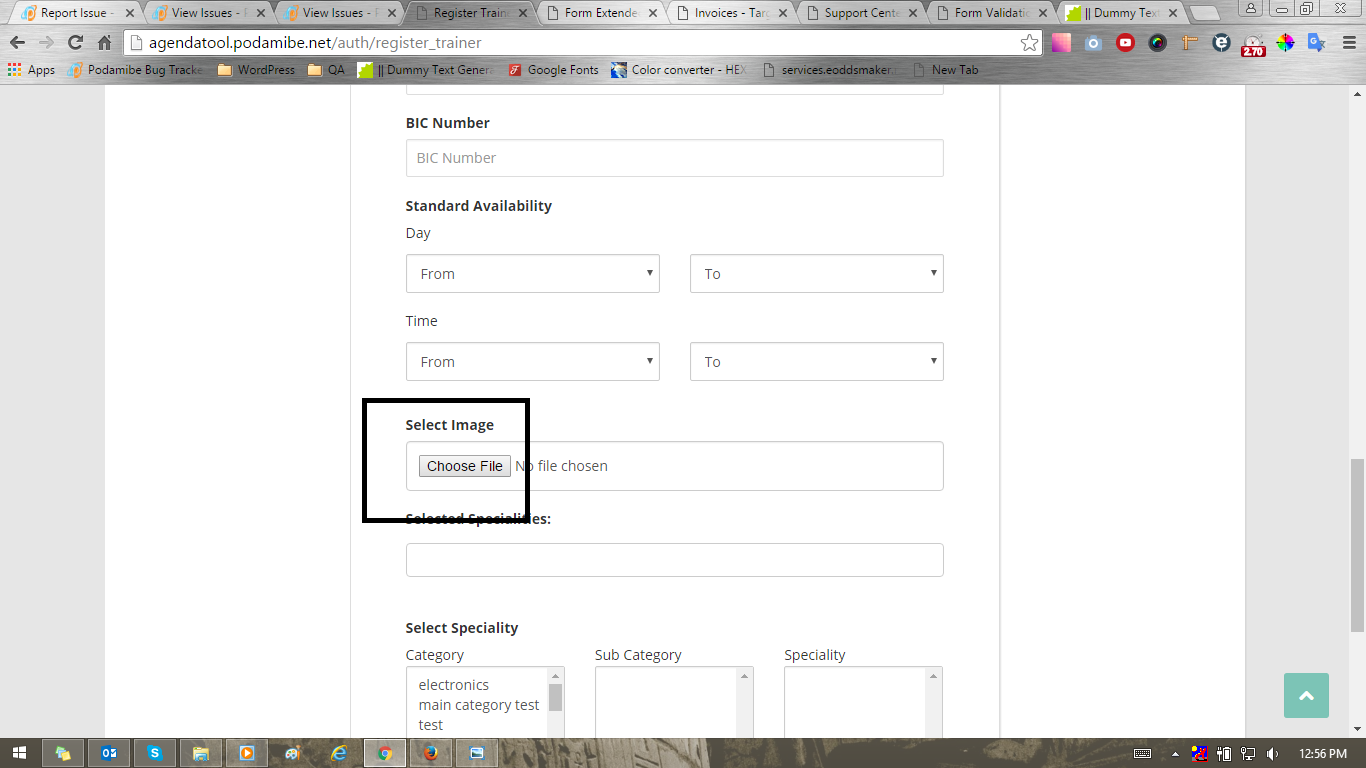 Report Issue -
View Issues -
View Issues -
Register Train
Form Extende
Invoices - Tar
Support Cente
Form Validati
|| Dummy Text
agendatool.podamibe.net/auth/register_trainer
2.70
Apps
Podamibe Bug Tracke
WordPress
QA
|| Dummy Text Genera
Google Fonts
Color converter - HEX
services.eoddsmaker.
New Tab
BIC Number
BIC Number
Standard Availability
Day
From
To
Time
From
To
Select Image
Choose File No file chosen
Selected Specialities:
Select Speciality
Category
Sub Category
Speciality
electronics
main category test
test
12:56 PM